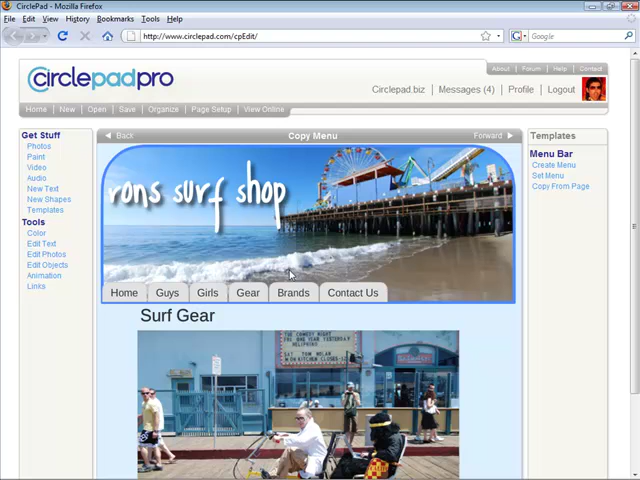 CirclePad - Mozilla Firefox
File Edit View History Bookmarks Tools Help
http://www.circlepad.com/cpEdit/
Google
About | Forum | Help | Contact
circlepadpro
Circlepad.biz | Messages (4) | Profile | Logout
Home | New | Open | Save | Organize | Page Setup | View Online
Get Stuff
Photos
Paint
Video
Audio
New Text
New Shapes
Templates
Tools
Color
Edit Text
Edit Photos
Edit Objects
Animation
Links
Back Copy Menu Forward
rons surf shop
Home Guys Girls Gear Brands Contact Us
Surf Gear
THE COMEDY NIGHT
Templates
Menu Bar
Create Menu
Set Menu
Copy From Page